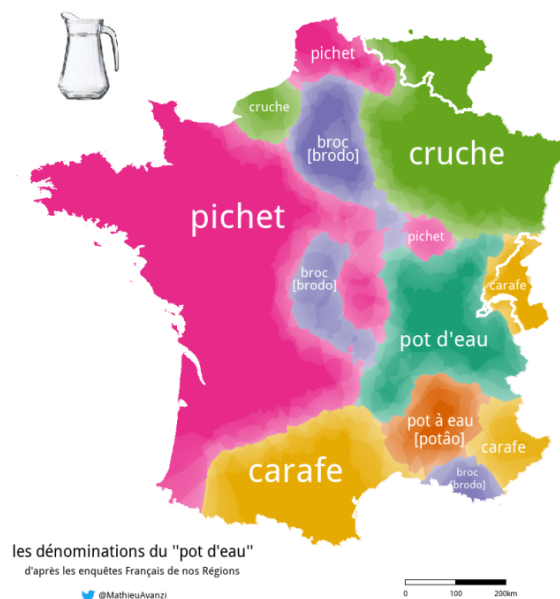 pichet
cruche
broc
[brodo]
cruche
pichet
pichet
broc
[brodo]
carafe
pot d'eau
pot à eau
[potâo]
carafe
carafe
broc
[brodo]
les dénominations du "pot d'eau"
d'après les enquêtes Français de nos Régions
@MathieuAvanzi
0 100 200km